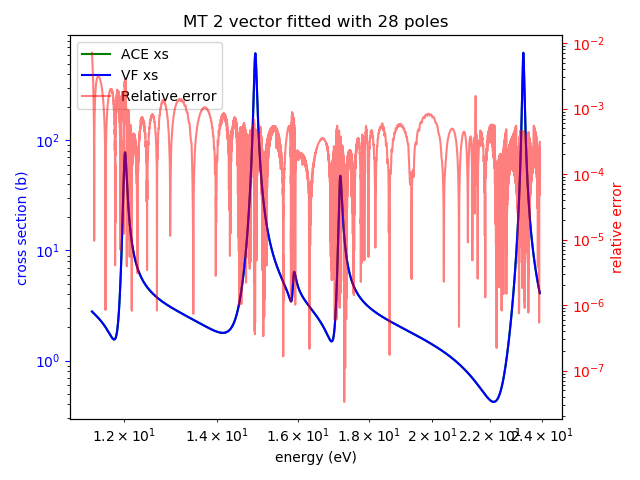 MT 2 vector fitted with 28 poles
ACE xs
VF xs
Relative error
cross section (b)
10²
10¹
10⁰
10⁻²
10⁻³
10⁻⁴
10⁻⁵
10⁻⁶
10⁻⁷
relative error
1.2 × 10¹ 1.4 × 10¹ 1.6 × 10¹ 1.8 × 10¹ 2 × 10¹ 2.2 × 10¹ 2.4 × 10¹
energy (eV)